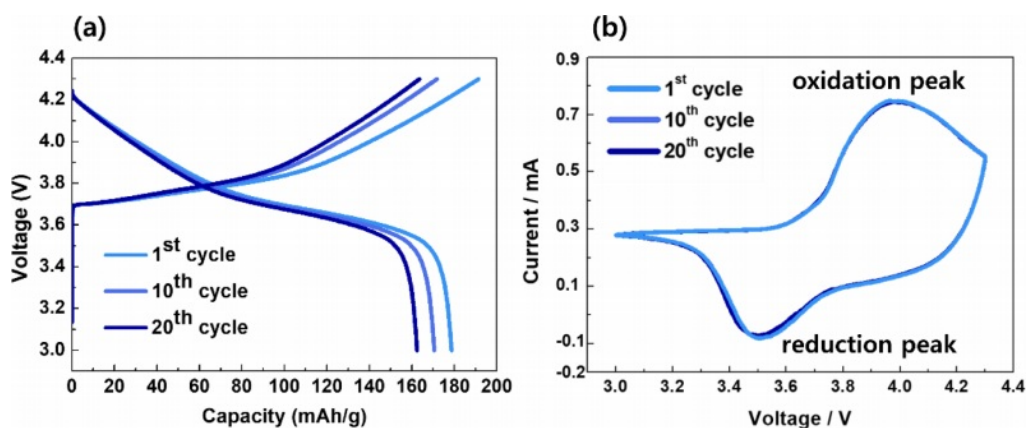 (a)
4.4
4.2
4.0
3.8
3.6
3.4
3.2
3.0
Voltage (V)
1st cycle
10th cycle
20th cycle
0 20 40 60 80 100 120 140 160 180 200
Capacity (mAh/g)
(b)
0.9
0.7
0.5
0.3
0.1
-0.1
-0.2
Current / mA
1st cycle
10th cycle
20th cycle
oxidation peak
reduction peak
3.0 3.2 3.4 3.6 3.8 4.0 4.2 4.4
Voltage / V